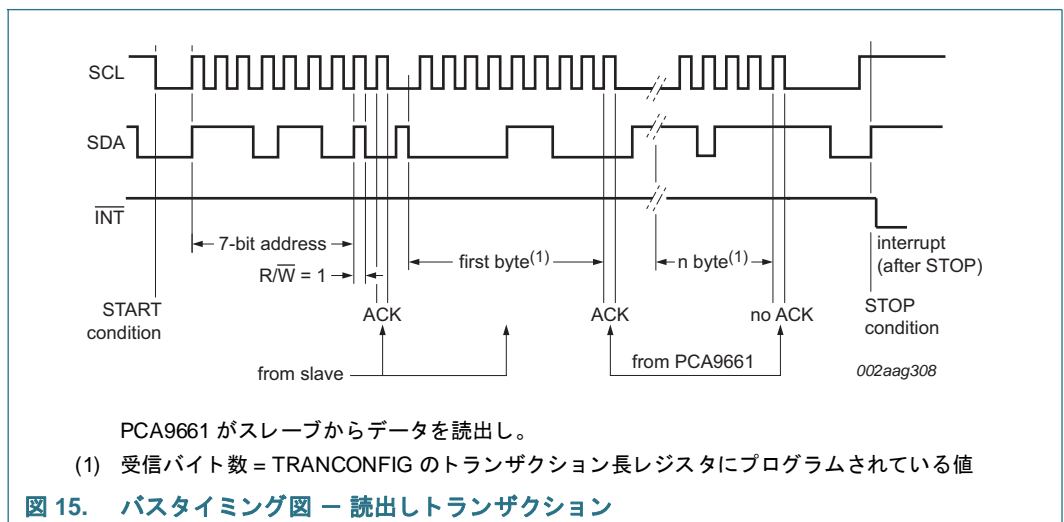 SCL
SDA
INT
7-bit address
R/W = 1
first byte(1)
n byte(1)
interrupt
(after STOP)
START
condition
ACK
ACK
no ACK
STOP
condition
from slave
from PCA9661
002aag308
PCA9661 がスレーブからデータを読出し。
(1) 受信バイト数 = TRANCONFIG のトランザクション長レジスタにプログラムされている値
図 15. バスタイミング図 － 読出しトランザクション